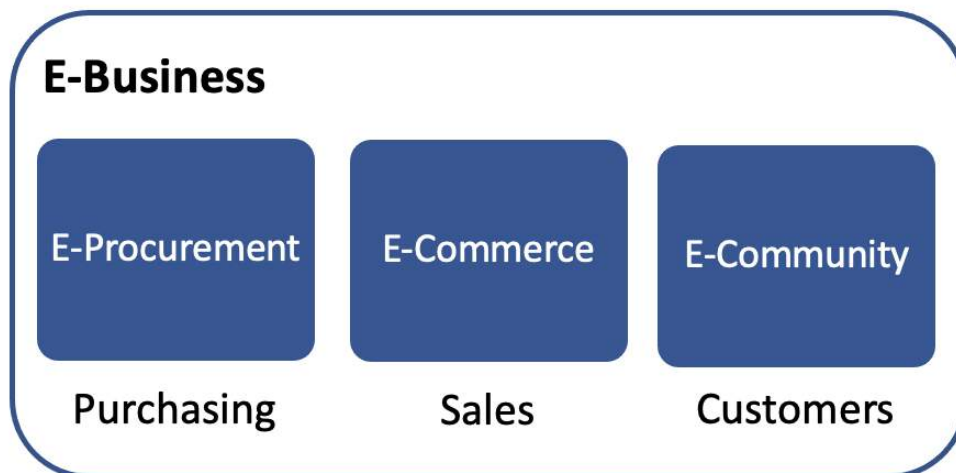 E-Business
E-Procurement
E-Commerce
E-Community
Purchasing
Sales
Customers